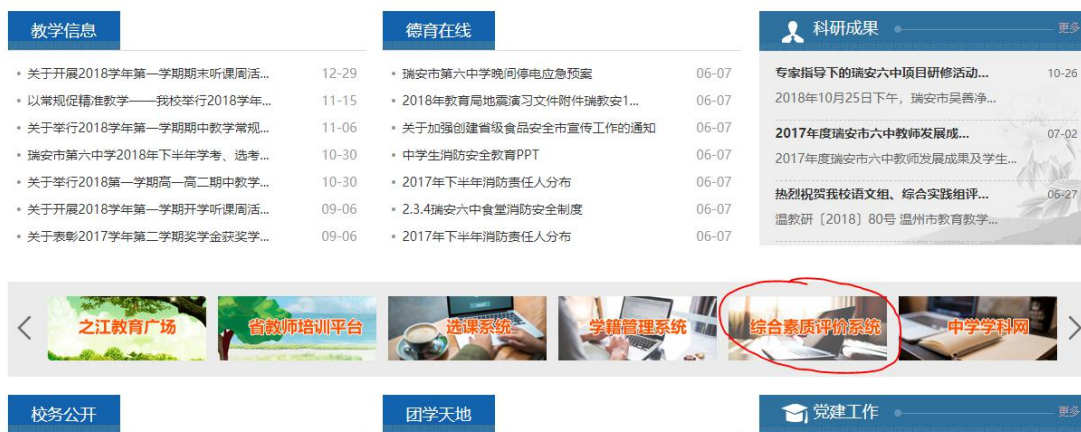 教学信息
关于开展2018学年第一学期期末听课周活... 12-29
以常规促精准教学——我校举行2018学年... 11-15
关于举行2018学年第一学期期中教学常规... 11-06
瑞安市第六中学2018年下半年学考、选考... 10-30
关于举行2018第一学期高一高二期中教学... 10-30
关于开展2018学年第一学期开学听课周活... 09-06
关于表彰2017学年第二学期奖学金获奖学... 09-06
德育在线
瑞安市第六中学晚间停电应急预案 06-07
2018年教育局地震演习文件附件瑞教安1... 06-07
关于加强创建省级食品安全市宣传工作的通知 06-07
中学生消防安全教育PPT 06-07
2017年下半年消防责任人分布 06-07
2.3.4瑞安六中食堂消防安全制度 06-07
2017年下半年消防责任人分布 06-07
科研成果 更多
专家指导下的瑞安六中项目研修活动... 10-26
2018年10月25日下午，瑞安市吴善净...
2017年度瑞安市六中教师发展成... 07-02
2017年度瑞安市六中教师发展成果及学生...
热烈祝贺我校语文组、综合实践组评... 06-27
温教研〔2018〕80号 温州市教育教学...
之江教育广场
省教师培训平台
选课系统
学籍管理系统
综合素质评价系统
中学学科网
校务公开
团学天地
党建工作 更多